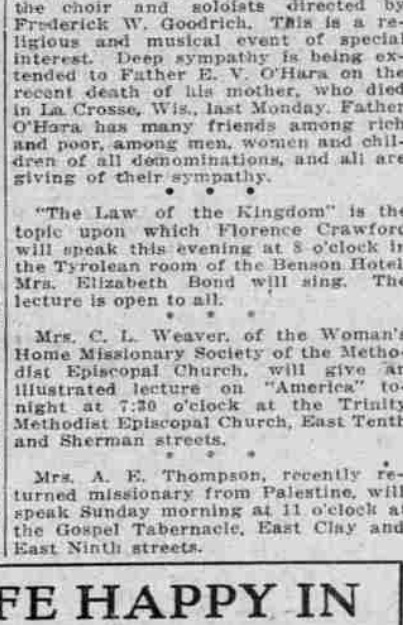 the choir and soloists directed by
Frederick W. Goodrich. This is a re-
ligious and musical event of special
interest. Deep sympathy is being ex-
tended to Father E. V. O'Hara on the
recent death of his mother, who died
in La Crosse, Wis., last Monday. Father
O'Hara has many friends among rich
and poor, among men, women and chil-
dren of all demominations, and all are
giving of their sympathy.
* * *
"The Law of the Kingdom" is the
topic upon which Florence Crawford
will speak this evening at 8 o'clock in
the Tyrolean room of the Benson Hotel.
Mrs. Elizabeth Bond will sing. The
lecture is open to all.
* * *
Mrs. C. L. Weaver, of the Woman's
Home Missionary Society of the Metho-
dist Episcopal Church, will give an
illustrated lecture on "America" to-
night at 7:30 o'clock at the Trinity
Methodist Episcopal Church, East Tenth
and Sherman streets.
* * *
Mrs. A. E. Thompson, recently re-
turned missionary from Palestine, will
speak Sunday morning at 11 o'clock at
the Gospel Tabernacle, East Clay and
East Ninth streets.
FE HAPPY IN